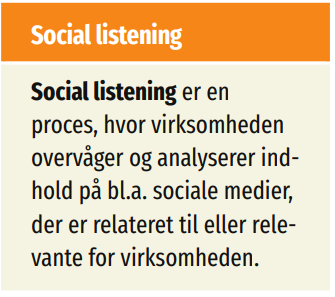 Social listening
Social listening er en
proces, hvor virksomheden
overvåger og analyserer ind-
hold på bl.a. sociale medier,
der er relateret til eller rele-
vante for virksomheden.